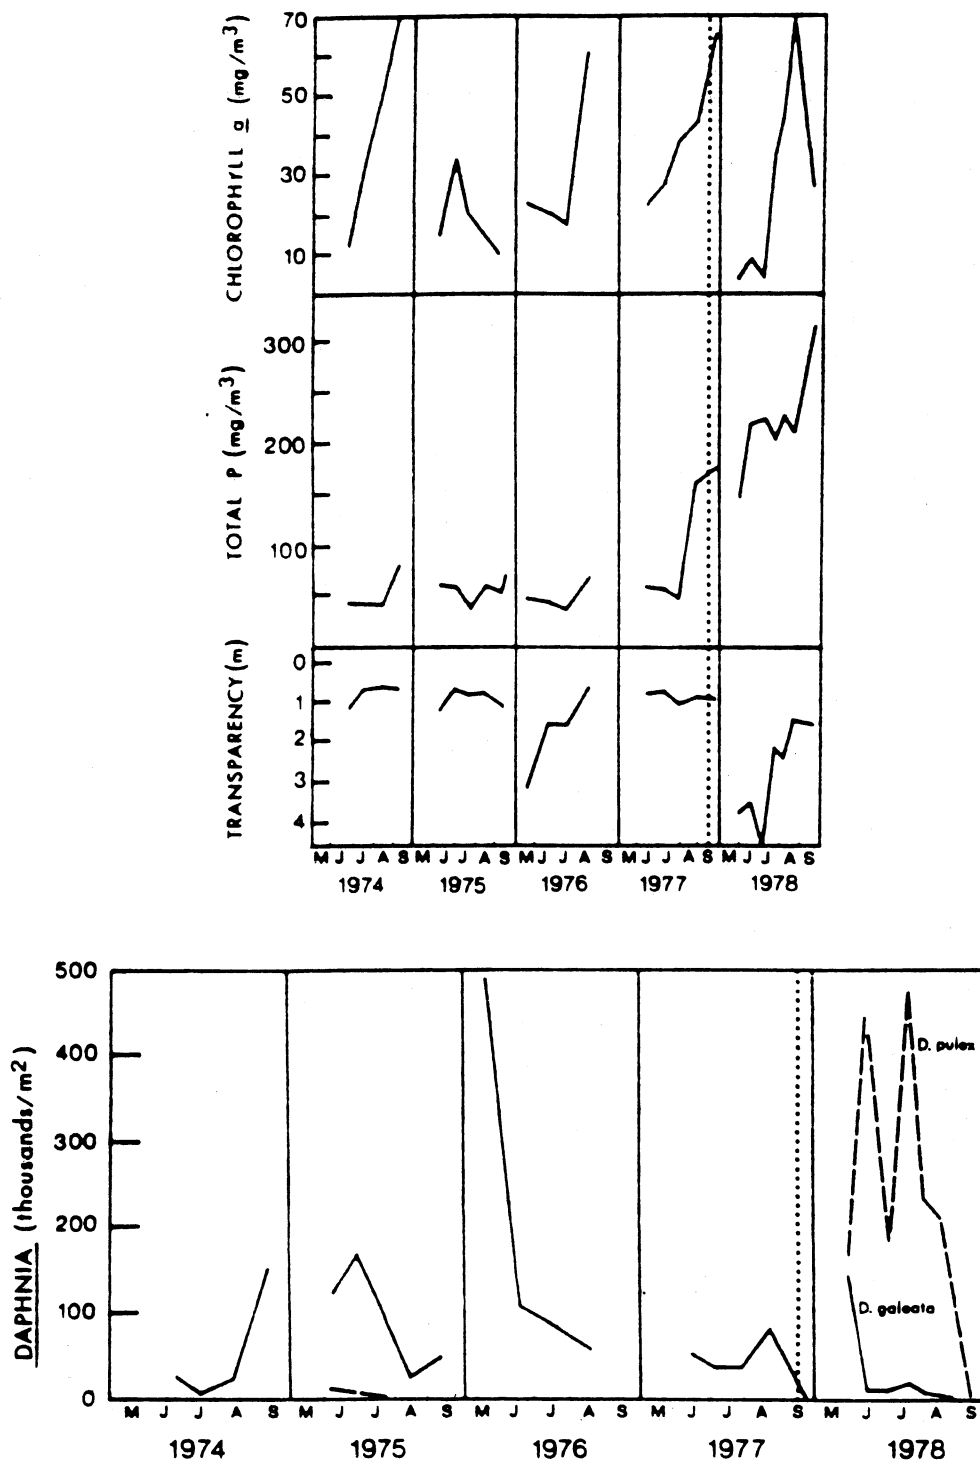 CHLOROPHYLL a (mg/m³)
70
50
30
10
TOTAL P (mg/m³)
300
200
100
TRANSPARENCY (m)
0
1
2
3
4
M J J A S M J J A S M J J A S M J J A S M J J A S
1974 1975 1976 1977 1978
DAPHNIA (thousands/m²)
500
400
300
200
100
0
D. pulex
D. galeata
M J J A S M J J A S M J J A S M J J A S M J J A S
1974 1975 1976 1977 1978